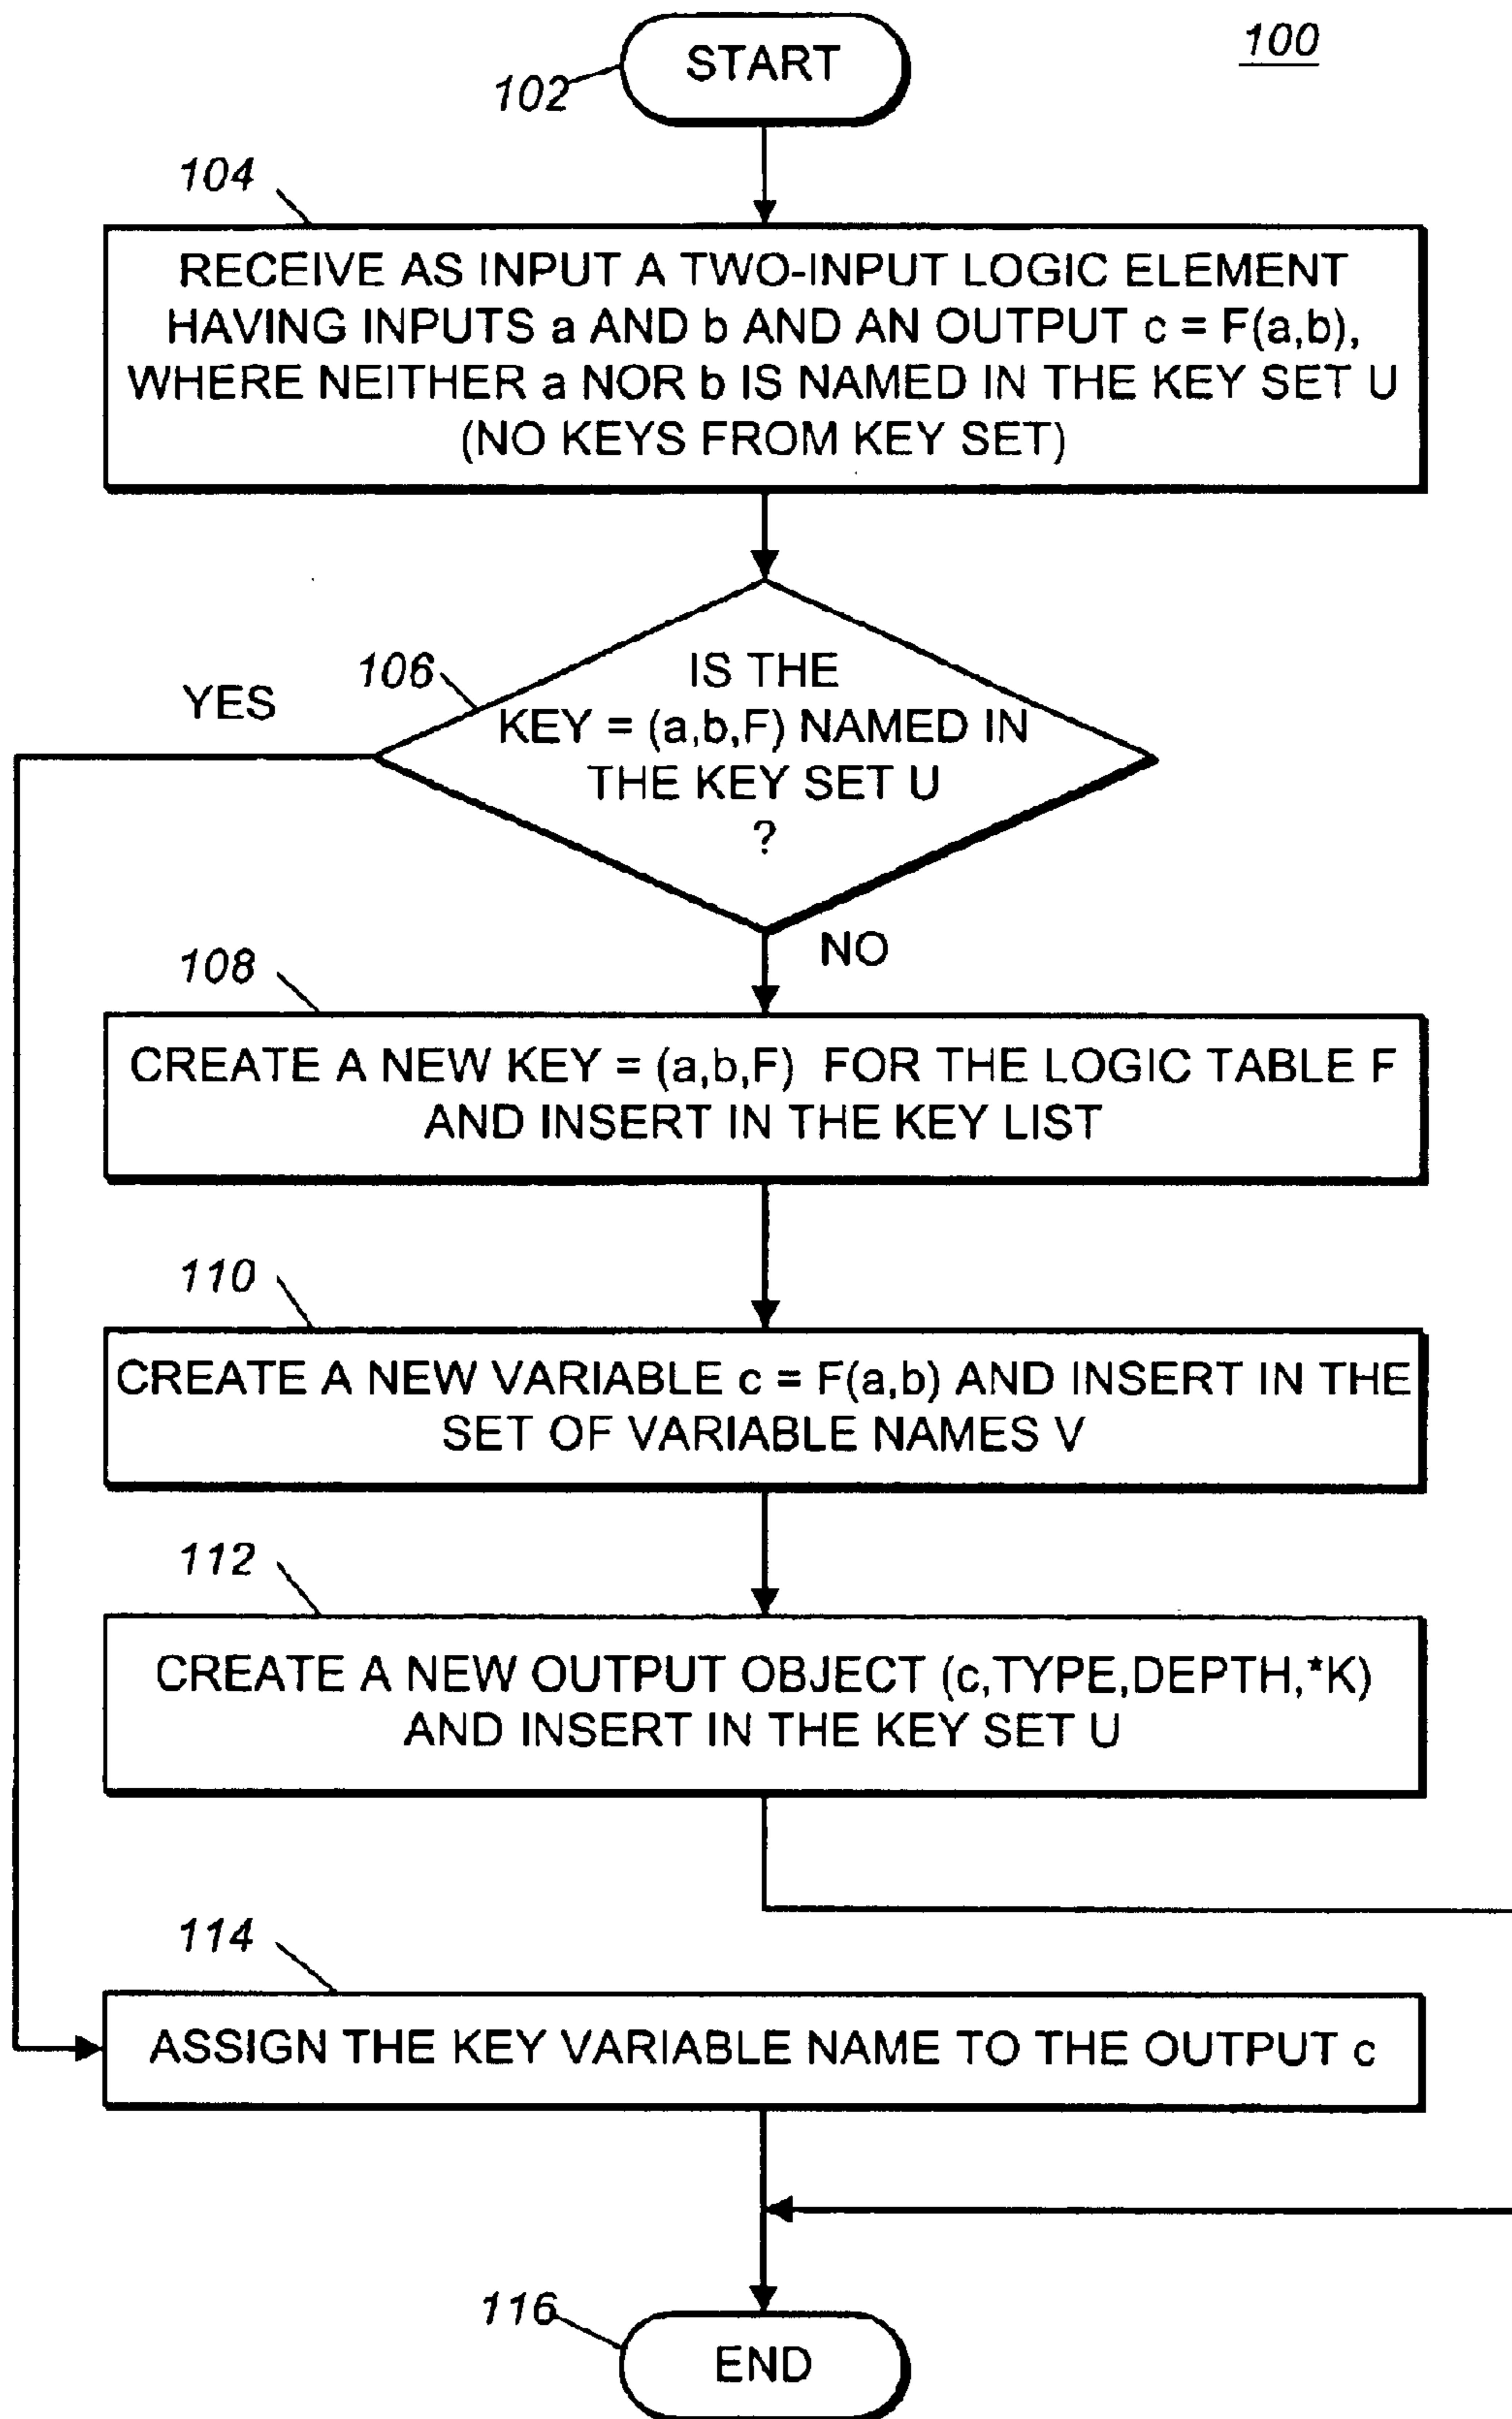 100
START
102
104
RECEIVE AS INPUT A TWO-INPUT LOGIC ELEMENT
HAVING INPUTS a AND b AND AN OUTPUT c = F(a,b),
WHERE NEITHER a NOR b IS NAMED IN THE KEY SET U
(NO KEYS FROM KEY SET)
106
YES
IS THE
KEY = (a,b,F) NAMED IN
THE KEY SET U
?
NO
108
CREATE A NEW KEY = (a,b,F) FOR THE LOGIC TABLE F
AND INSERT IN THE KEY LIST
110
CREATE A NEW VARIABLE c = F(a,b) AND INSERT IN THE
SET OF VARIABLE NAMES V
112
CREATE A NEW OUTPUT OBJECT (c,TYPE,DEPTH,*K)
AND INSERT IN THE KEY SET U
114
ASSIGN THE KEY VARIABLE NAME TO THE OUTPUT c
116
END